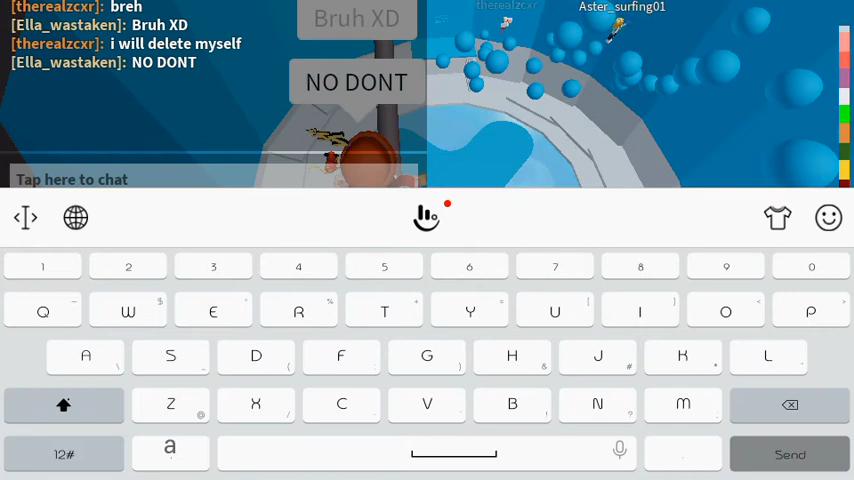 [therealzcxr]: breh
[Ella_wastaken]: Bruh XD
[therealzcxr]: i will delete myself
[Ella_wastaken]: NO DONT
Bruh XD
NO DONT
therealzcxr
Aster_surfing01
Tap here to chat
1 2 3 4 5 6 7 8 9 0
Q W E R T Y U I O P
A S D F G H J K L
Z X C V B N M
12# a Send